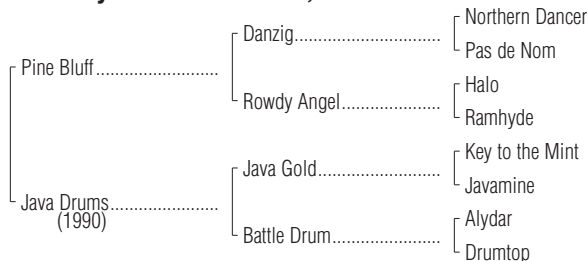 Northern Dancer
Danzig
Pas de Nom
Pine Bluff
Halo
Rowdy Angel
Ramhyde
Key to the Mint
Java Gold
Javamine
Java Drums
(1990)
Alydar
Battle Drum
Drumtop